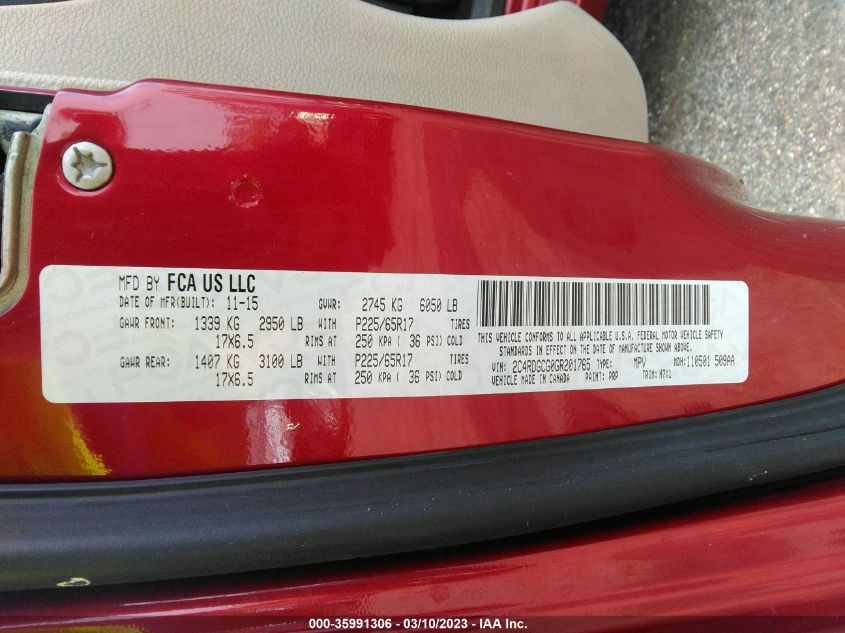 MFD BY FCA US LLC
DATE OF MFR(BUILT): 11-15 GVWR: 2745 KG 6050 LB
GAWR FRONT: 1339 KG 2950 LB WITH P225/65R17 TIRES
17X6.5 RIMS AT 250 KPA ( 36 PSI) COLD
GAWR REAR: 1407 KG 3100 LB WITH P225/65R17 TIRES
17X6.5 RIMS AT 250 KPA ( 36 PSI) COLD
THIS VEHICLE CONFORMS TO ALL APPLICABLE U.S.A. FEDERAL MOTOR VEHICLE SAFETY
STANDARDS IN EFFECT ON THE DATE OF MANUFACTURE SHOWN ABOVE.
VIN: 2C4RDGCG0GR201765 TYPE: MPV MDH: 110501 509AA
VEHICLE MADE IN CANADA PAINT: PRP TRIM: H7A1
000-35991306 - 03/10/2023 - IAA Inc.